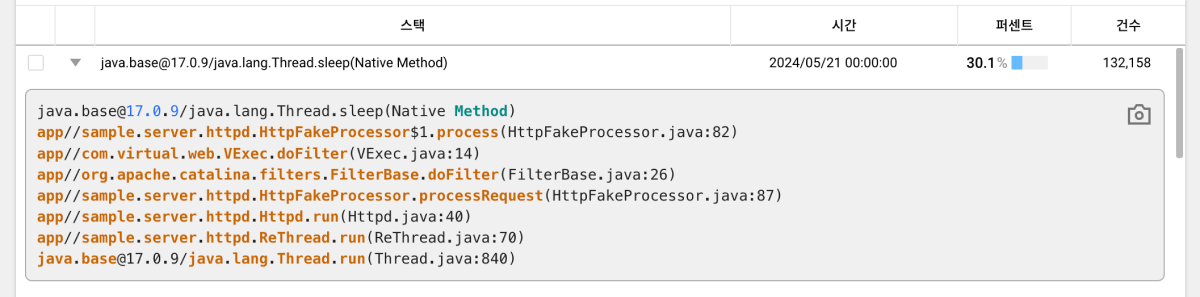 스택 시간 퍼센트 건수
java.base@17.0.9/java.lang.Thread.sleep(Native Method) 2024/05/21 00:00:00 30.1% 132,158
java.base@17.0.9/java.lang.Thread.sleep(Native Method)
app//sample.server.httpd.HttpFakeProcessor$1.process(HttpFakeProcessor.java:82)
app//com.virtual.web.VExec.doFilter(VExec.java:14)
app//org.apache.catalina.filters.FilterBase.doFilter(FilterBase.java:26)
app//sample.server.httpd.HttpFakeProcessor.processRequest(HttpFakeProcessor.java:87)
app//sample.server.httpd.Httpd.run(Httpd.java:40)
app//sample.server.httpd.ReThread.run(ReThread.java:70)
java.base@17.0.9/java.lang.Thread.run(Thread.java:840)